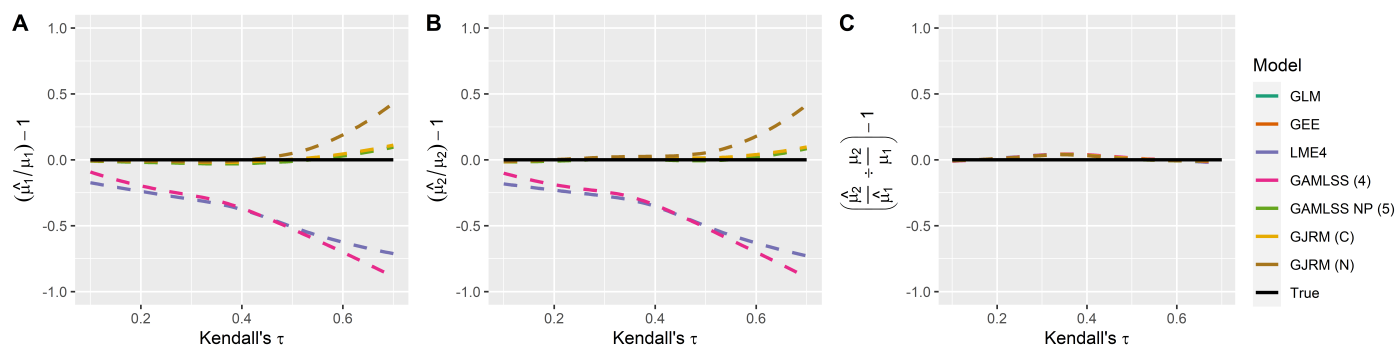 A
(μ̂₁/μ₁) − 1
1.0
0.5
0.0
-0.5
-1.0
0.2
0.4
0.6
Kendall's τ
B
(μ̂₂/μ₂) − 1
1.0
0.5
0.0
-0.5
-1.0
0.2
0.4
0.6
Kendall's τ
C
(μ̂₂/μ̂₁ ÷ μ₂/μ₁) − 1
1.0
0.5
0.0
-0.5
-1.0
0.2
0.4
0.6
Kendall's τ
Model
GLM
GEE
LME4
GAMLSS (4)
GAMLSS NP (5)
GJRM (C)
GJRM (N)
True